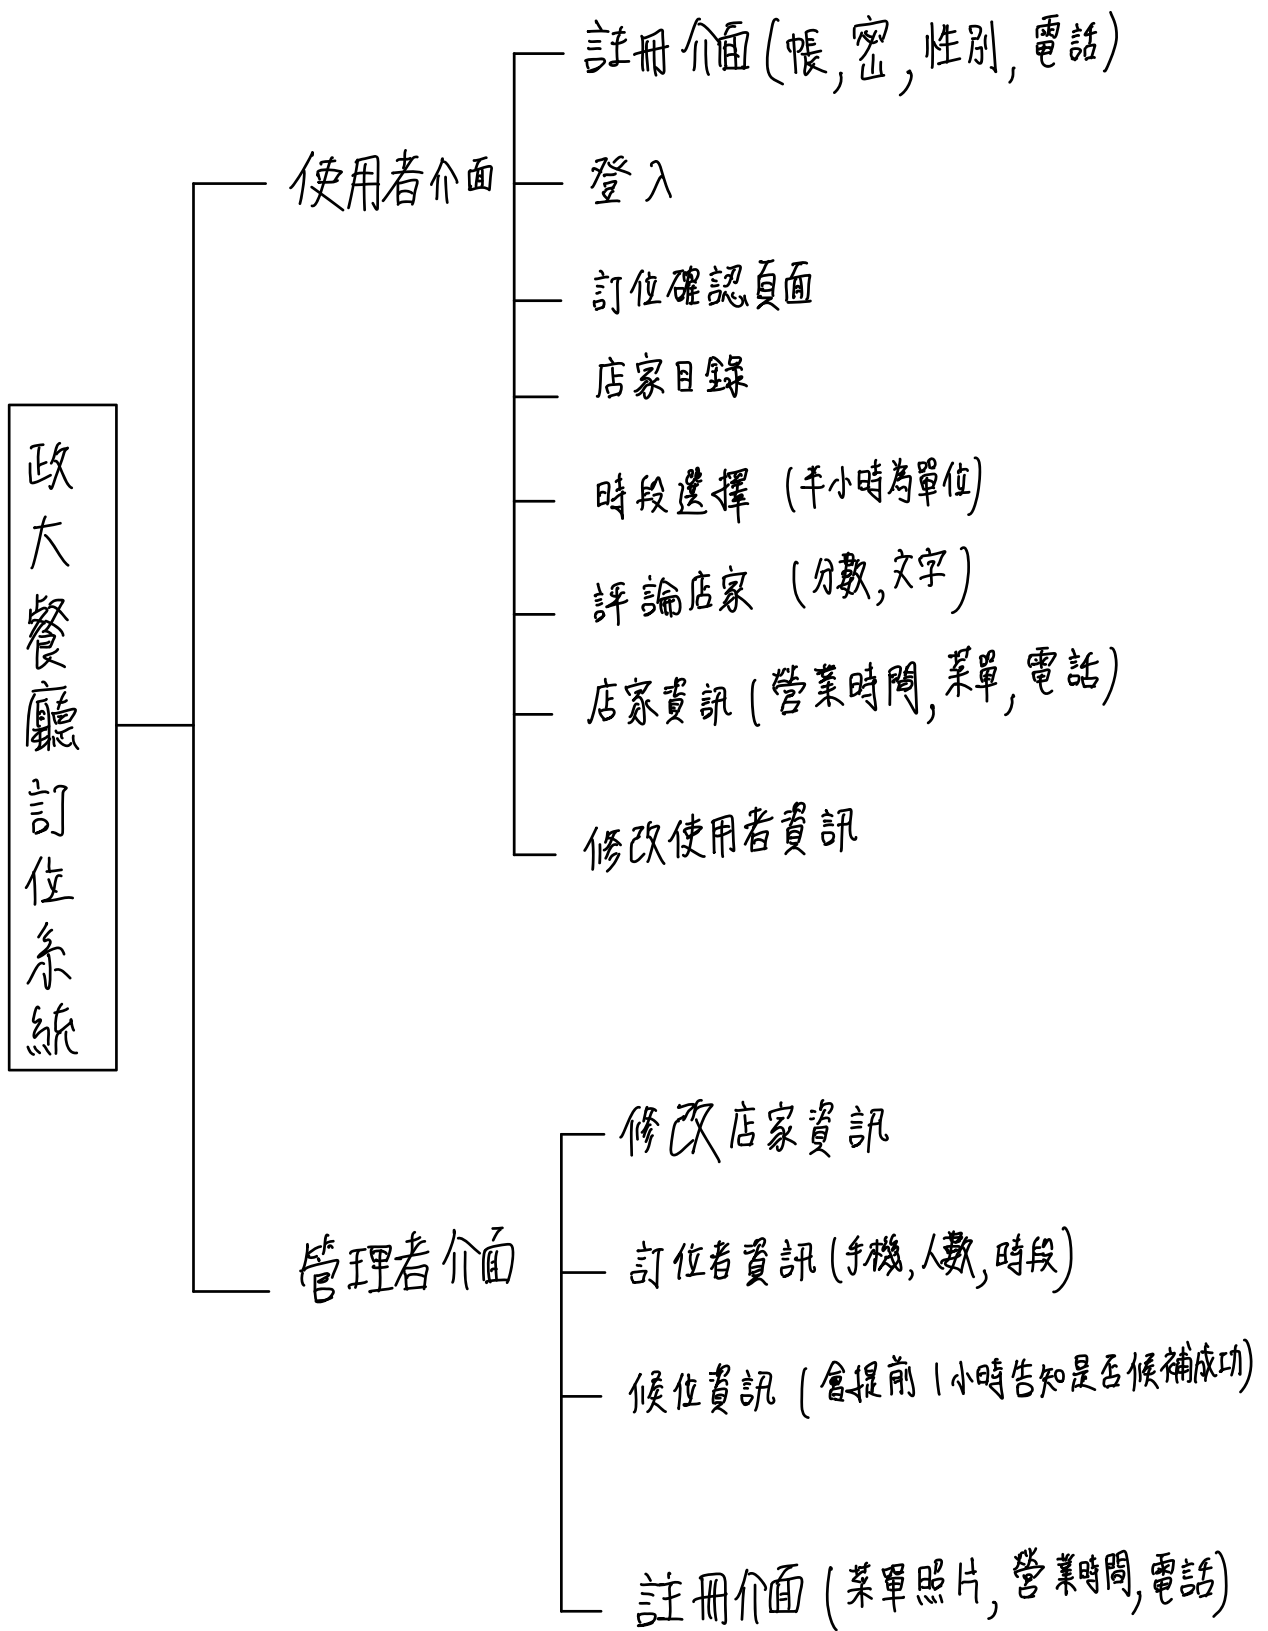 政大餐廳訂位系統
使用者介面
註冊介面(帳,密,性別,電話)
登入
訂位確認頁面
店家目錄
時段選擇 (半小時為單位)
評論店家 (分數,文字)
店家資訊(營業時間,菜單,電話)
修改使用者資訊
管理者介面
修改店家資訊
訂位者資訊(手機,人數,時段)
候位資訊(會提前1小時告知是否候補成功)
註冊介面(菜單照片,營業時間,電話)